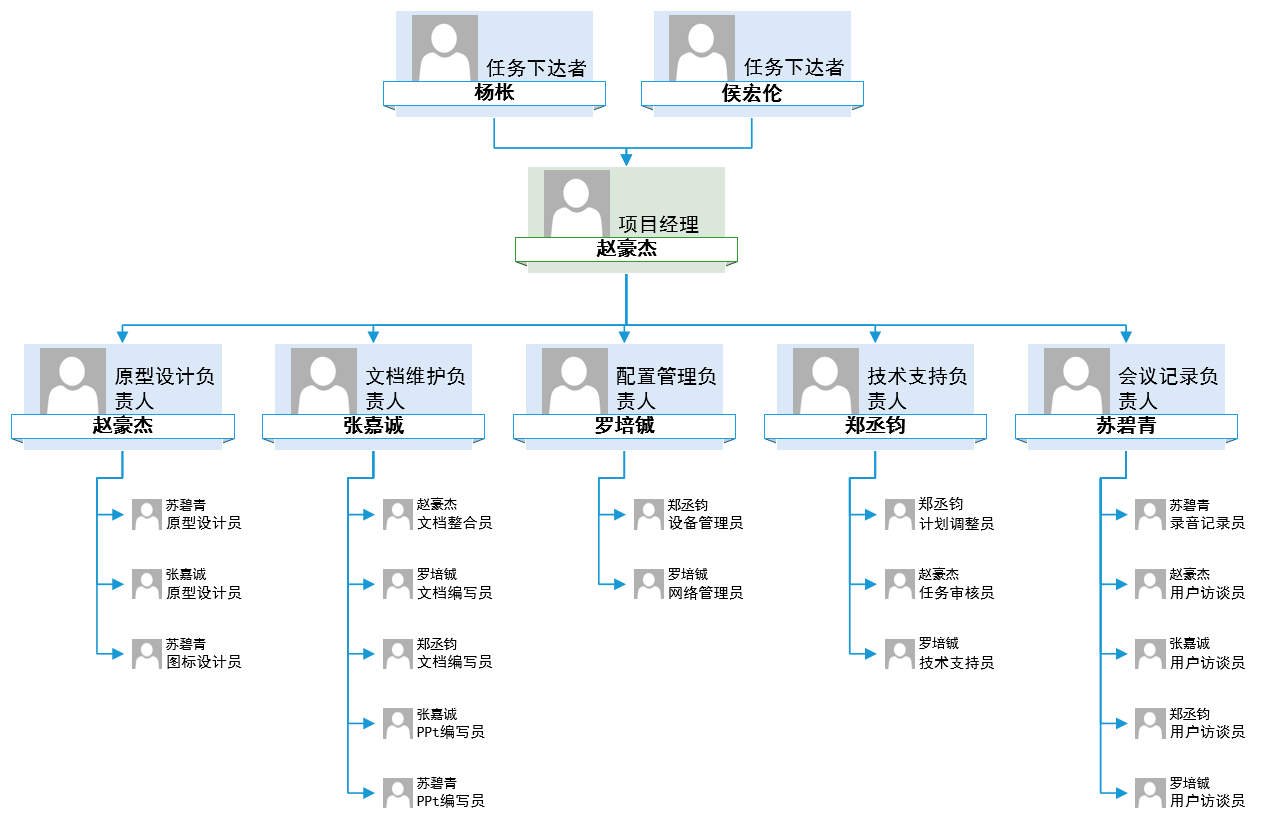 任务下达者
杨枨
任务下达者
侯宏伦
项目经理
赵豪杰
原型设计负
责人
赵豪杰
文档维护负
责人
张嘉诚
配置管理负
责人
罗培铖
技术支持负
责人
郑丞钧
会议记录负
责人
苏碧青
苏碧青
原型设计员
张嘉诚
原型设计员
苏碧青
图标设计员
赵豪杰
文档整合员
罗培铖
文档编写员
郑丞钧
文档编写员
张嘉诚
PPt编写员
苏碧青
PPt编写员
郑丞钧
设备管理员
罗培铖
网络管理员
郑丞钧
计划调整员
赵豪杰
任务审核员
罗培铖
技术支持员
苏碧青
录音记录员
赵豪杰
用户访谈员
张嘉诚
用户访谈员
郑丞钧
用户访谈员
罗培铖
用户访谈员